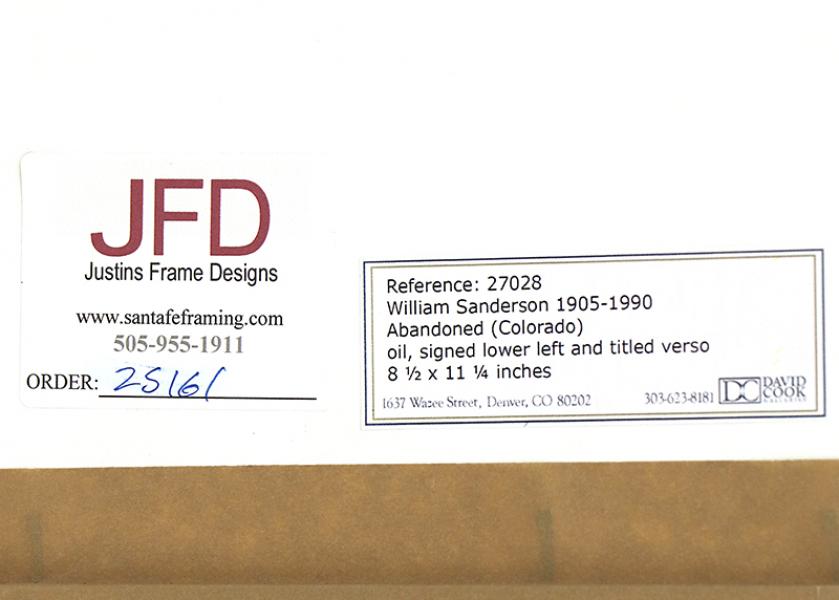 JFD
Justins Frame Designs
www.santafeframing.com
505-955-1911
ORDER: 25161
Reference: 27028
William Sanderson 1905-1990
Abandoned (Colorado)
oil, signed lower left and titled verso
8 ½ x 11 ¼ inches
1637 Wazee Street, Denver, CO 80202 303-623-8181 DC DAVID
COOK
GALLERIES